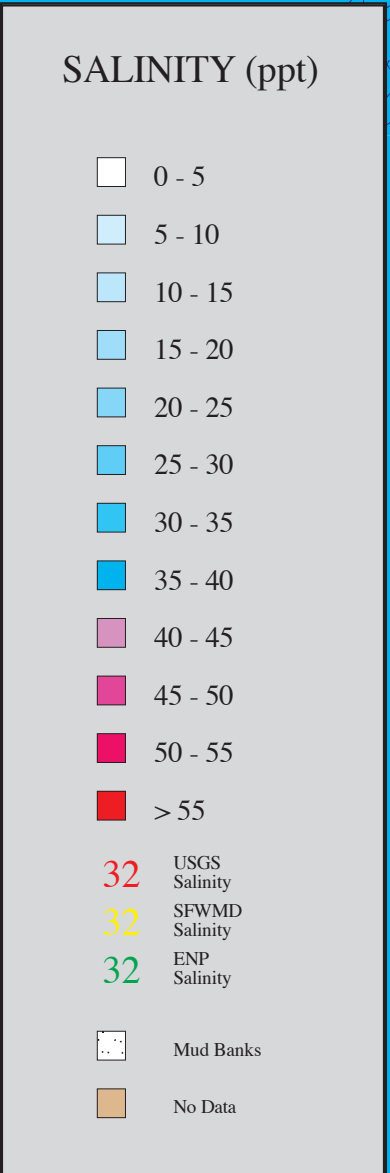 SALINITY (ppt)
0 - 5
5 - 10
10 - 15
15 - 20
20 - 25
25 - 30
30 - 35
35 - 40
40 - 45
45 - 50
50 - 55
> 55
32 USGS
Salinity
32 SFWMD
Salinity
32 ENP
Salinity
Mud Banks
No Data